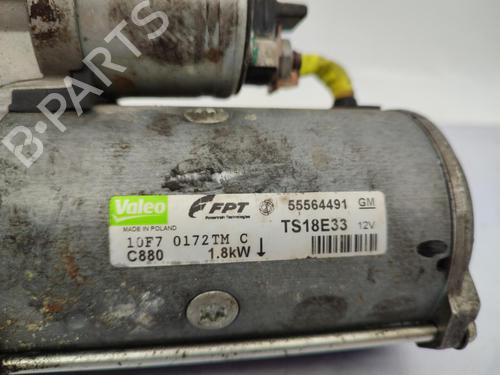 B-PARTS
Valeo
MADE IN POLAND
FPT
Powertrain Technologies
55564491 GM
TS18E33 12V
10F7 0172TM C
C880 1.8kW ↓